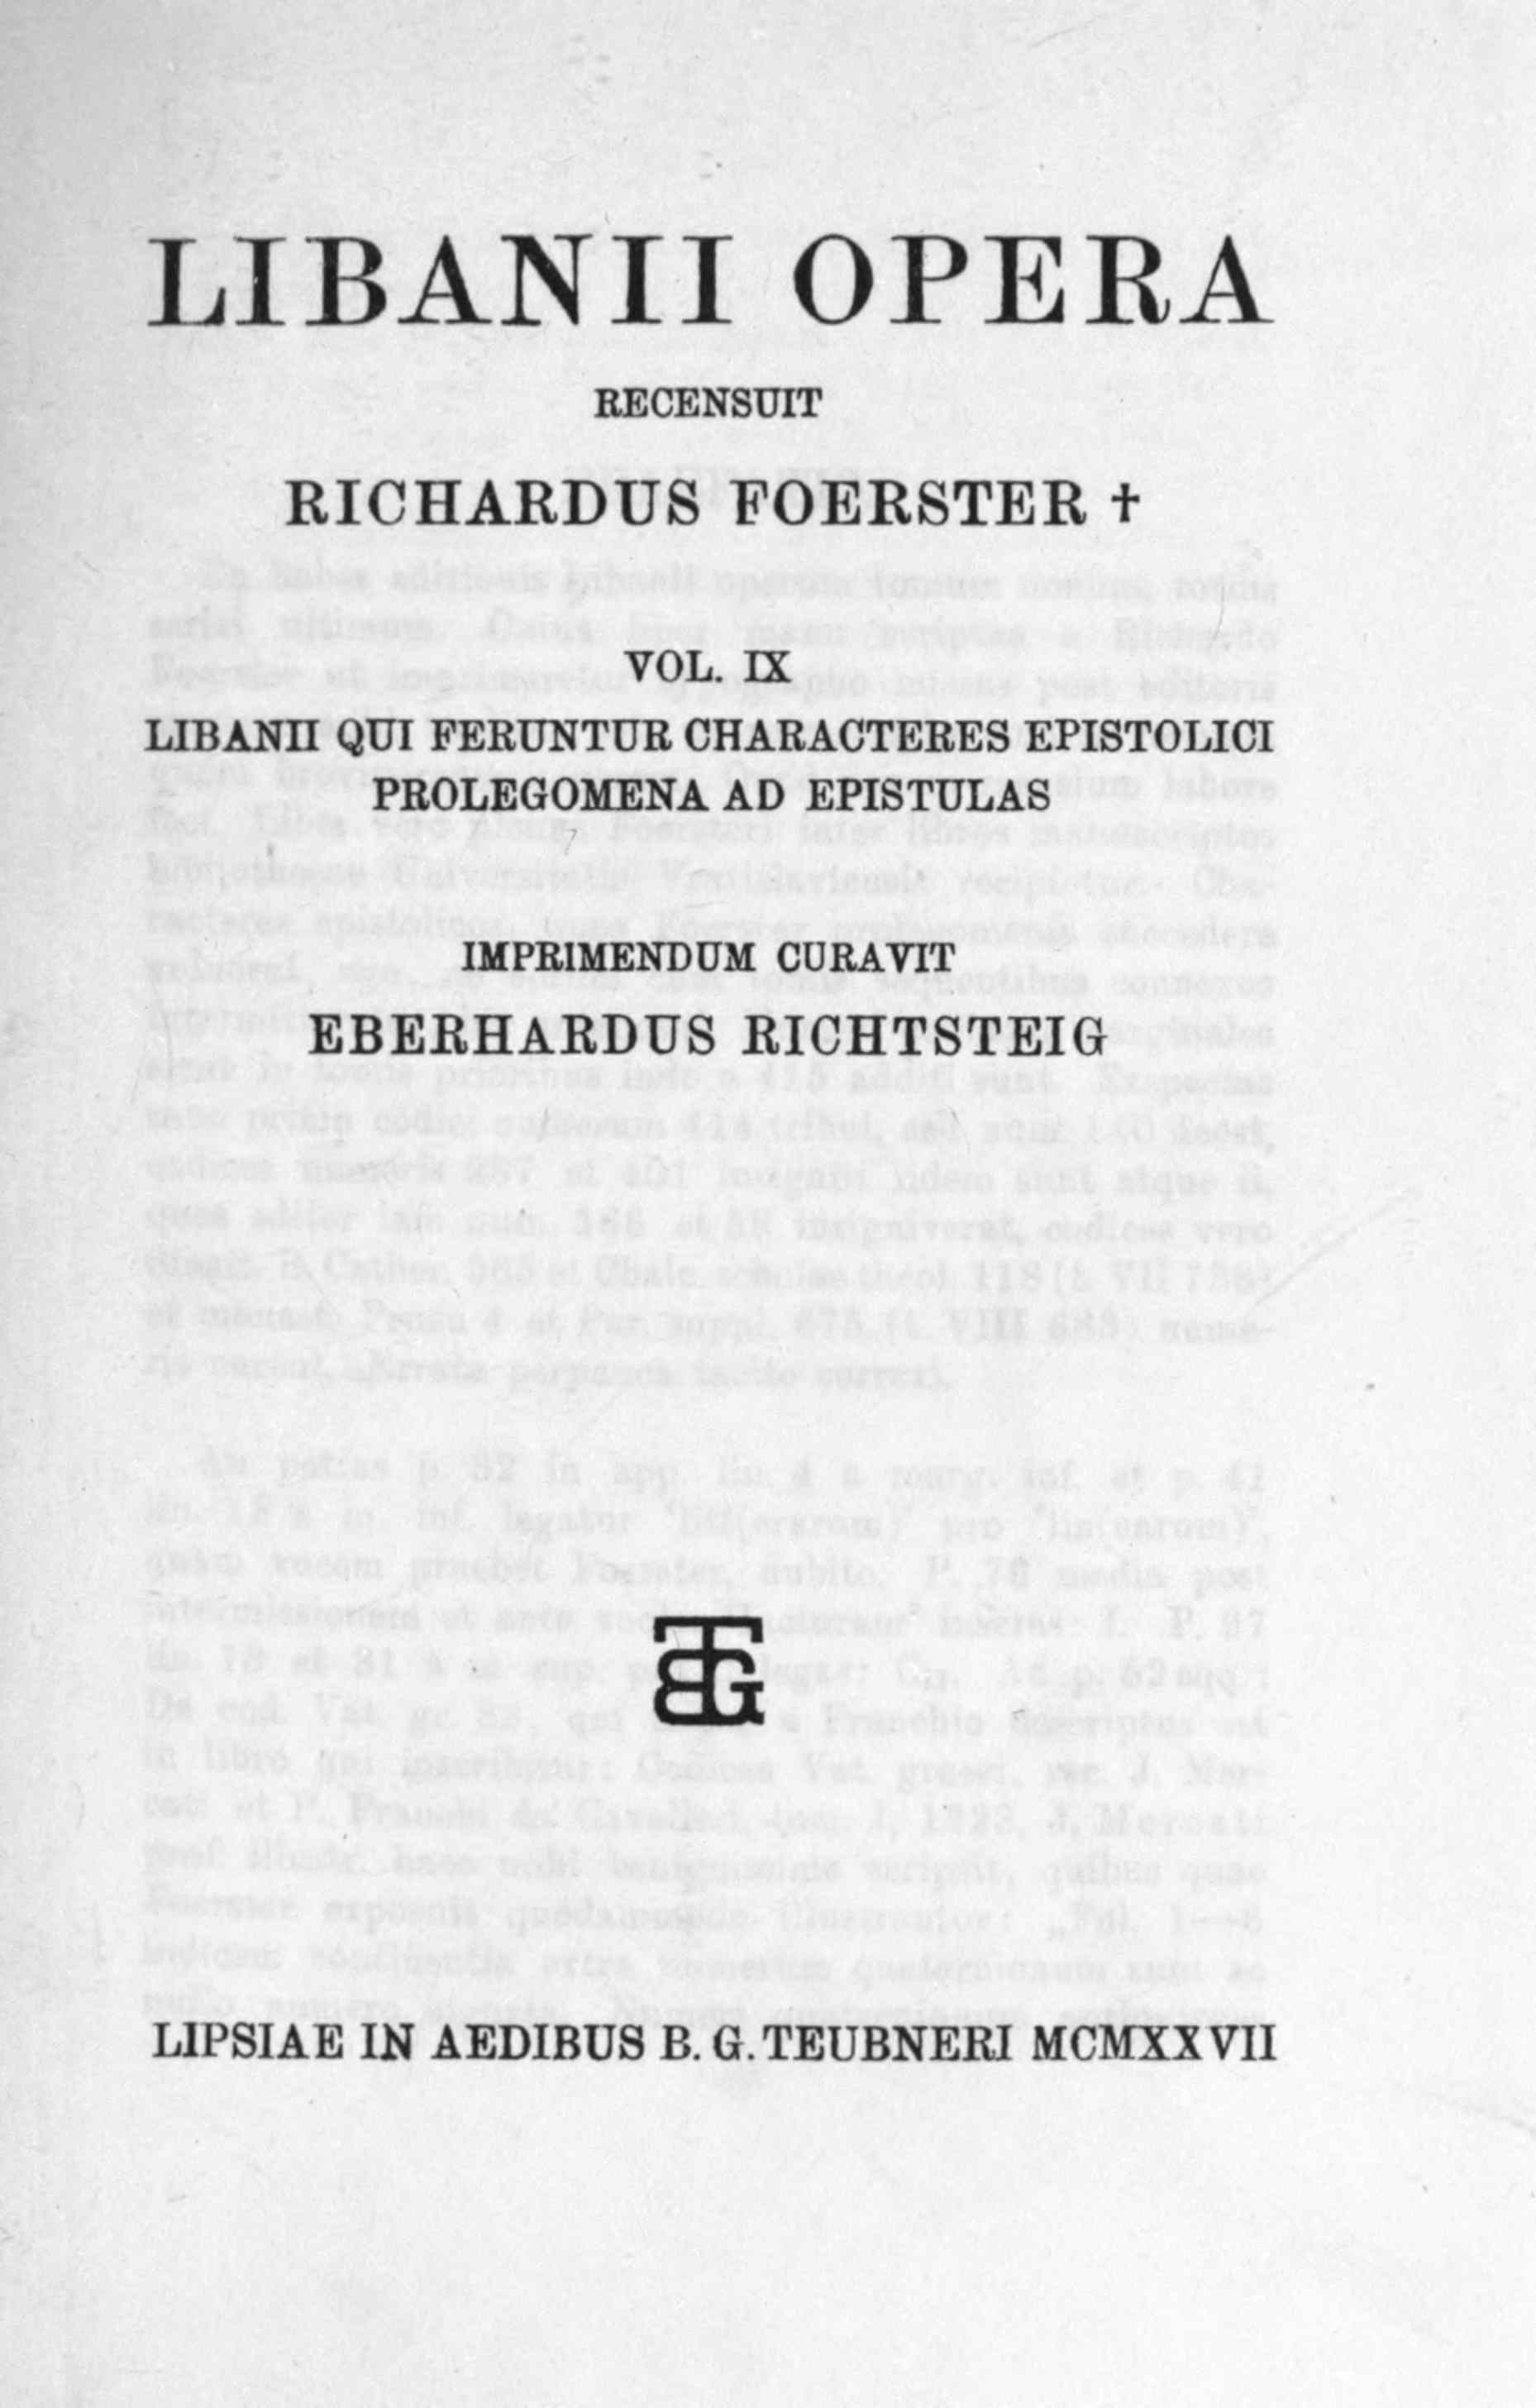 LIBANII OPERA
RECENSUIT
RICHARDUS FOERSTER †
VOL. IX
LIBANII QUI FERUNTUR CHARACTERES EPISTOLICI
PROLEGOMENA AD EPISTULAS
IMPRIMENDUM CURAVIT
EBERHARDUS RICHTSTEIG
BTG
LIPSIAE IN AEDIBUS B. G. TEUBNERI MCMXXVII